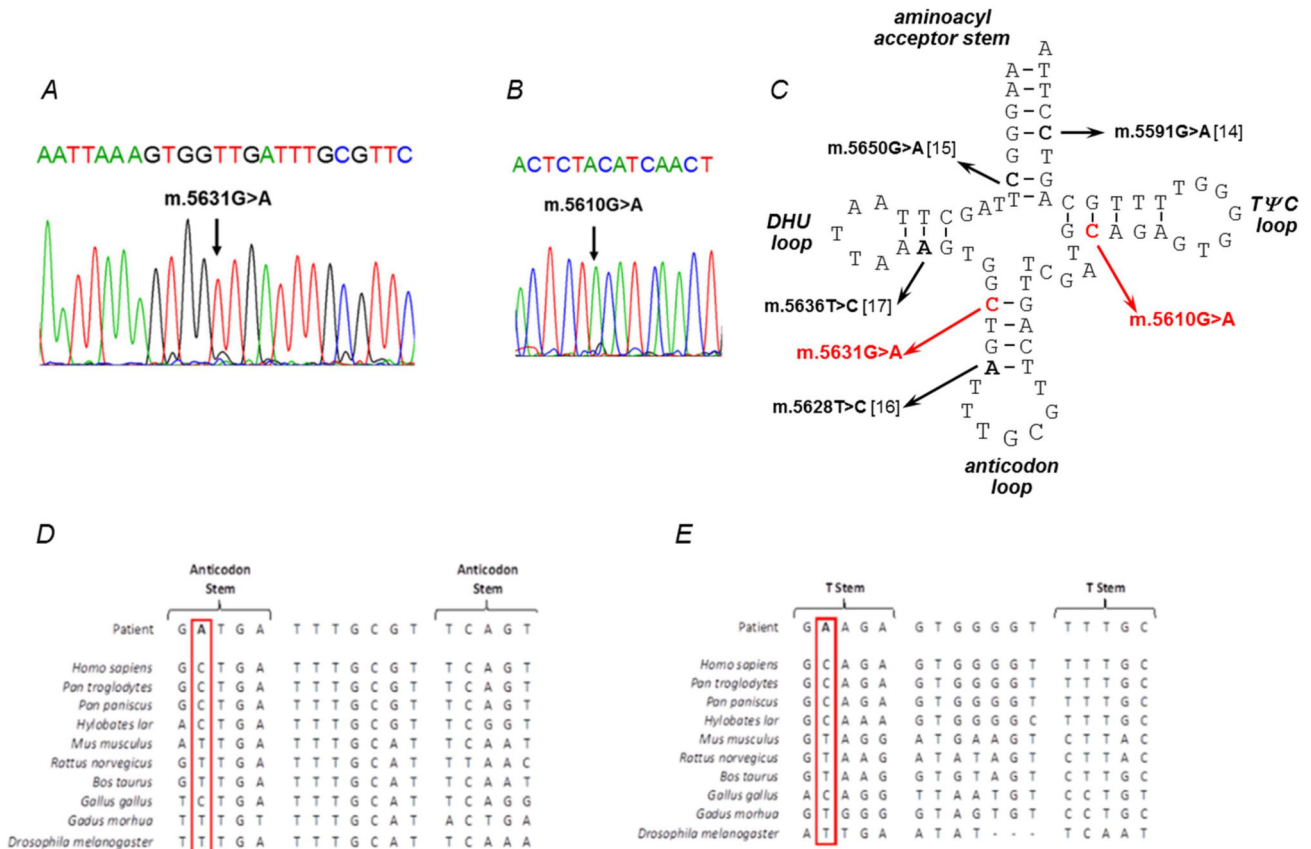 A
AATTAAAGTGGTTGATTTGCGTTC
m.5631G>A
B
ACTCTACATCAACT
m.5610G>A
C
aminoacyl
acceptor stem
m.5591G>A [14]
m.5650G>A [15]
DHU
loop
TΨC
loop
m.5636T>C [17]
m.5610G>A
m.5631G>A
m.5628T>C [16]
anticodon
loop
D
Anticodon Stem Anticodon Stem
Patient G A T G A T T T G C G T T C A G T
Homo sapiens G C T G A T T T G C G T T C A G T
Pan troglodytes G C T G A T T T G C G T T C A G T
Pan paniscus G C T G A T T T G C G T T C A G T
Hylobates lar A C T G A T T T G C G T T C G G T
Mus musculus A T T G A T T T G C A T T C A A T
Rattus norvegicus G T T G A T T T G C A T T T A A C
Bos taurus G T T G A T T T G C A T T C A A T
Gallus gallus T C T G A T T T G C A T T C A G G
Gadus morhua T T T G T T T T G C A T A C T G A
Drosophila melanogaster T T T G A T T T G C A T T C A A A
E
T Stem T Stem
Patient G A A G A G T G G G G T T T T G C
Homo sapiens G C A G A G T G G G G T T T T G C
Pan troglodytes G C A G A G T G G G G T T T T G C
Pan paniscus G C A G A G T G G G G T T T T G C
Hylobates lar G C A A A G T G G G G C T T T G C
Mus musculus G T A G G A T G A A G T C T T A C
Rattus norvegicus G T A A G A T A T A G T C T T G C
Bos taurus G T A A G G T G T A G T C T T G C
Gallus gallus A C A G G T T A A T G T C C T G T
Gadus morhua G T G G G G T A G T G T C C T G C
Drosophila melanogaster A T T G A A T A T - - - T C A A T